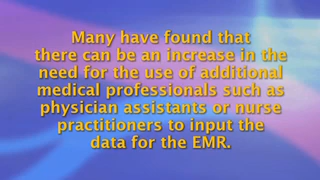 Many have found that
there can be an increase in the
need for the use of additional
medical professionals such as
physician assistants or nurse
practitioners to input the
data for the EMR.